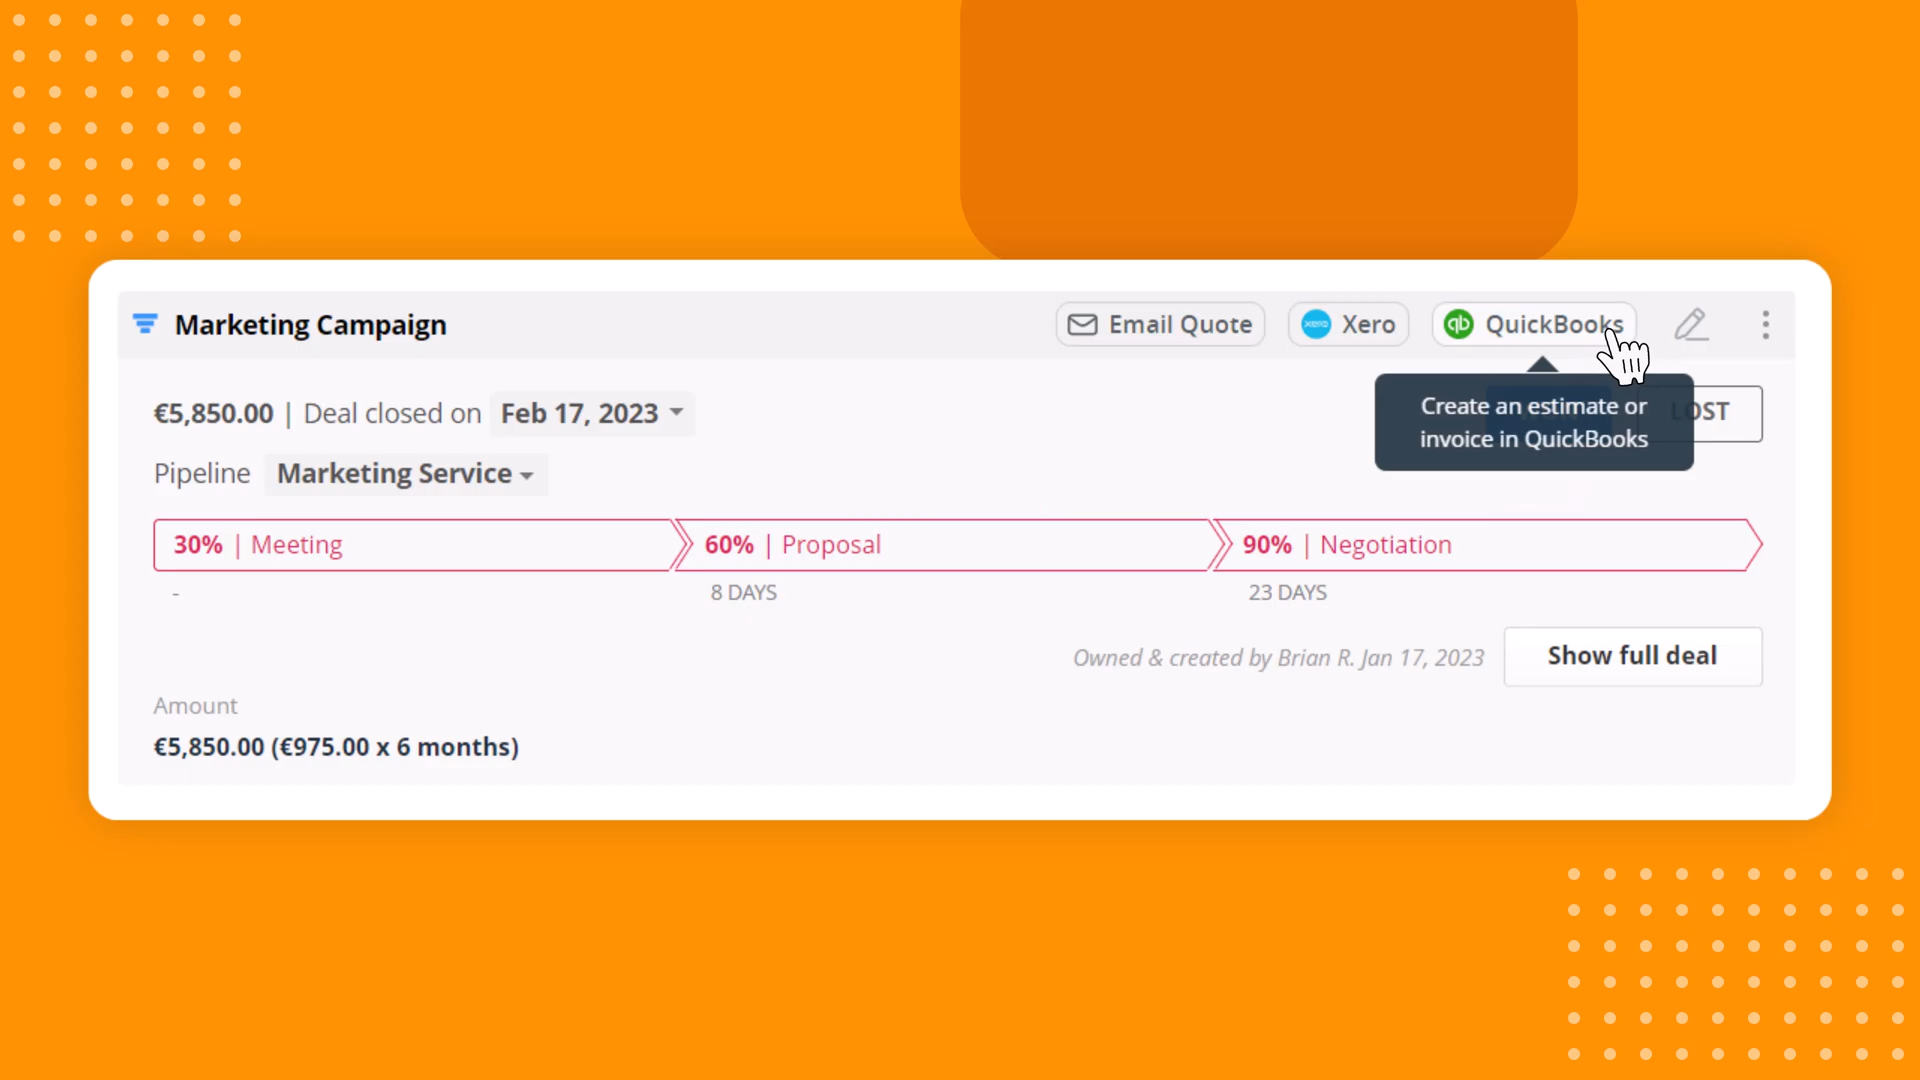 Marketing Campaign
Email Quote
xero Xero
qb QuickBooks
€5,850.00 | Deal closed on Feb 17, 2023
Create an estimate or
invoice in QuickBooks
LOST
Pipeline Marketing Service
30% | Meeting
60% | Proposal
90% | Negotiation
-
8 DAYS
23 DAYS
Owned & created by Brian R. Jan 17, 2023
Show full deal
Amount
€5,850.00 (€975.00 x 6 months)